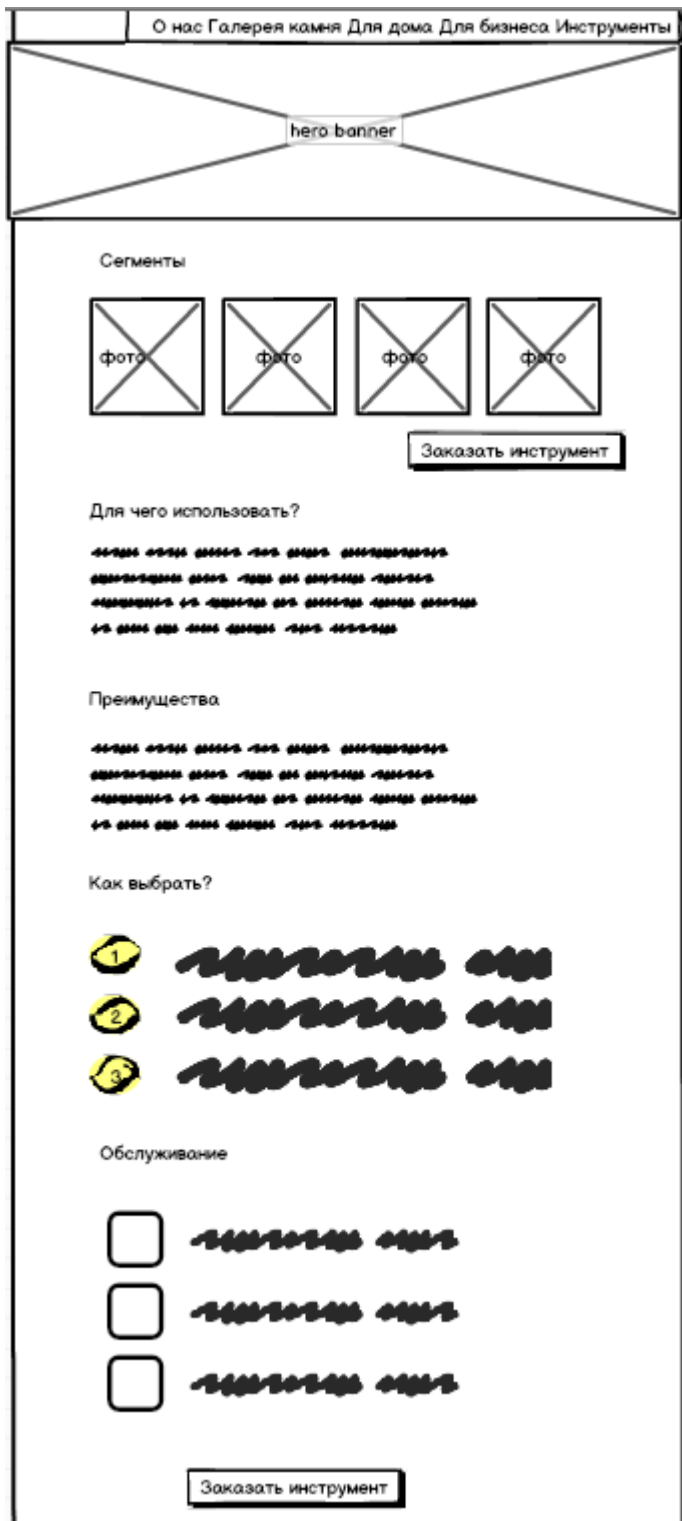 О нас Галерея камня Для дома Для бизнеса Инструменты
hero banner
Сегменты
фото фото фото фото
Заказать инструмент
Для чего использовать?
Преимущества
Как выбрать?
1
2
3
Обслуживание
Заказать инструмент